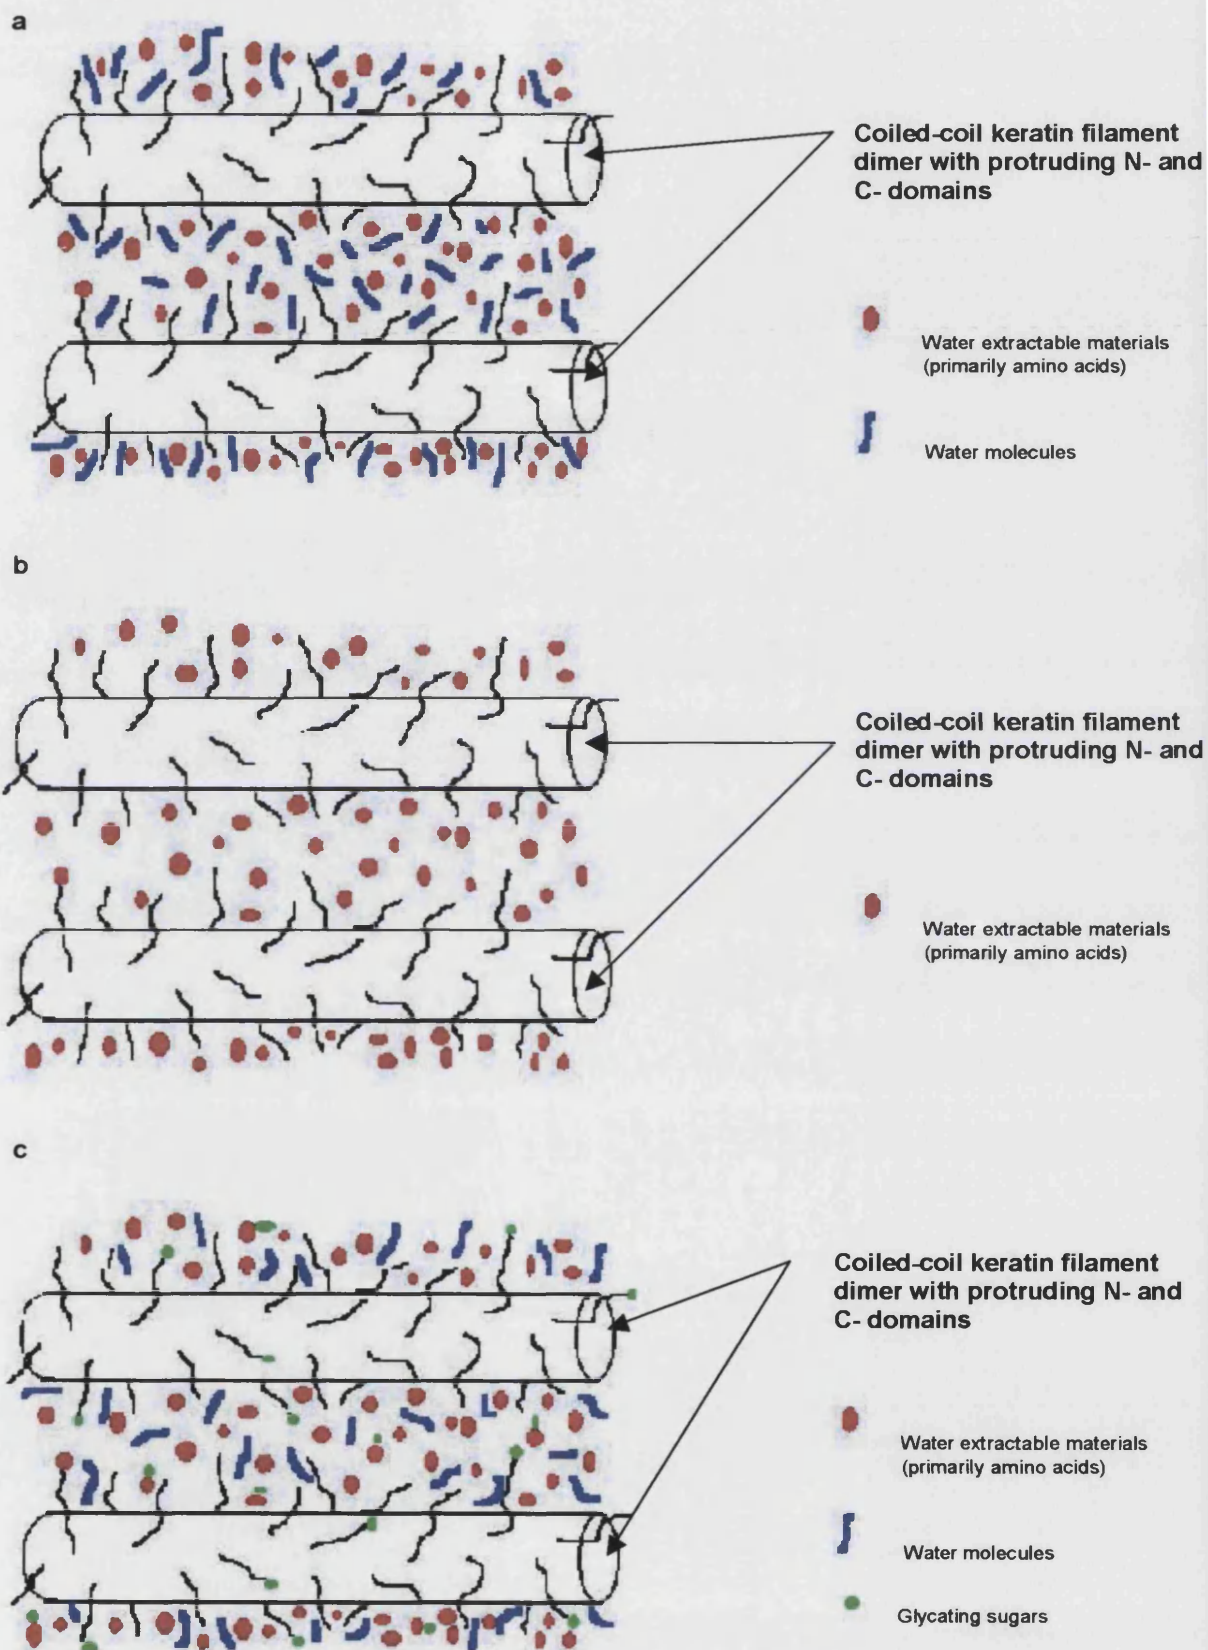 a
Coiled-coil keratin filament
dimer with protruding N- and
C- domains
Water extractable materials
(primarily amino acids)
Water molecules
b
Coiled-coil keratin filament
dimer with protruding N- and
C- domains
Water extractable materials
(primarily amino acids)
c
Coiled-coil keratin filament
dimer with protruding N- and
C- domains
Water extractable materials
(primarily amino acids)
Water molecules
Glycating sugars